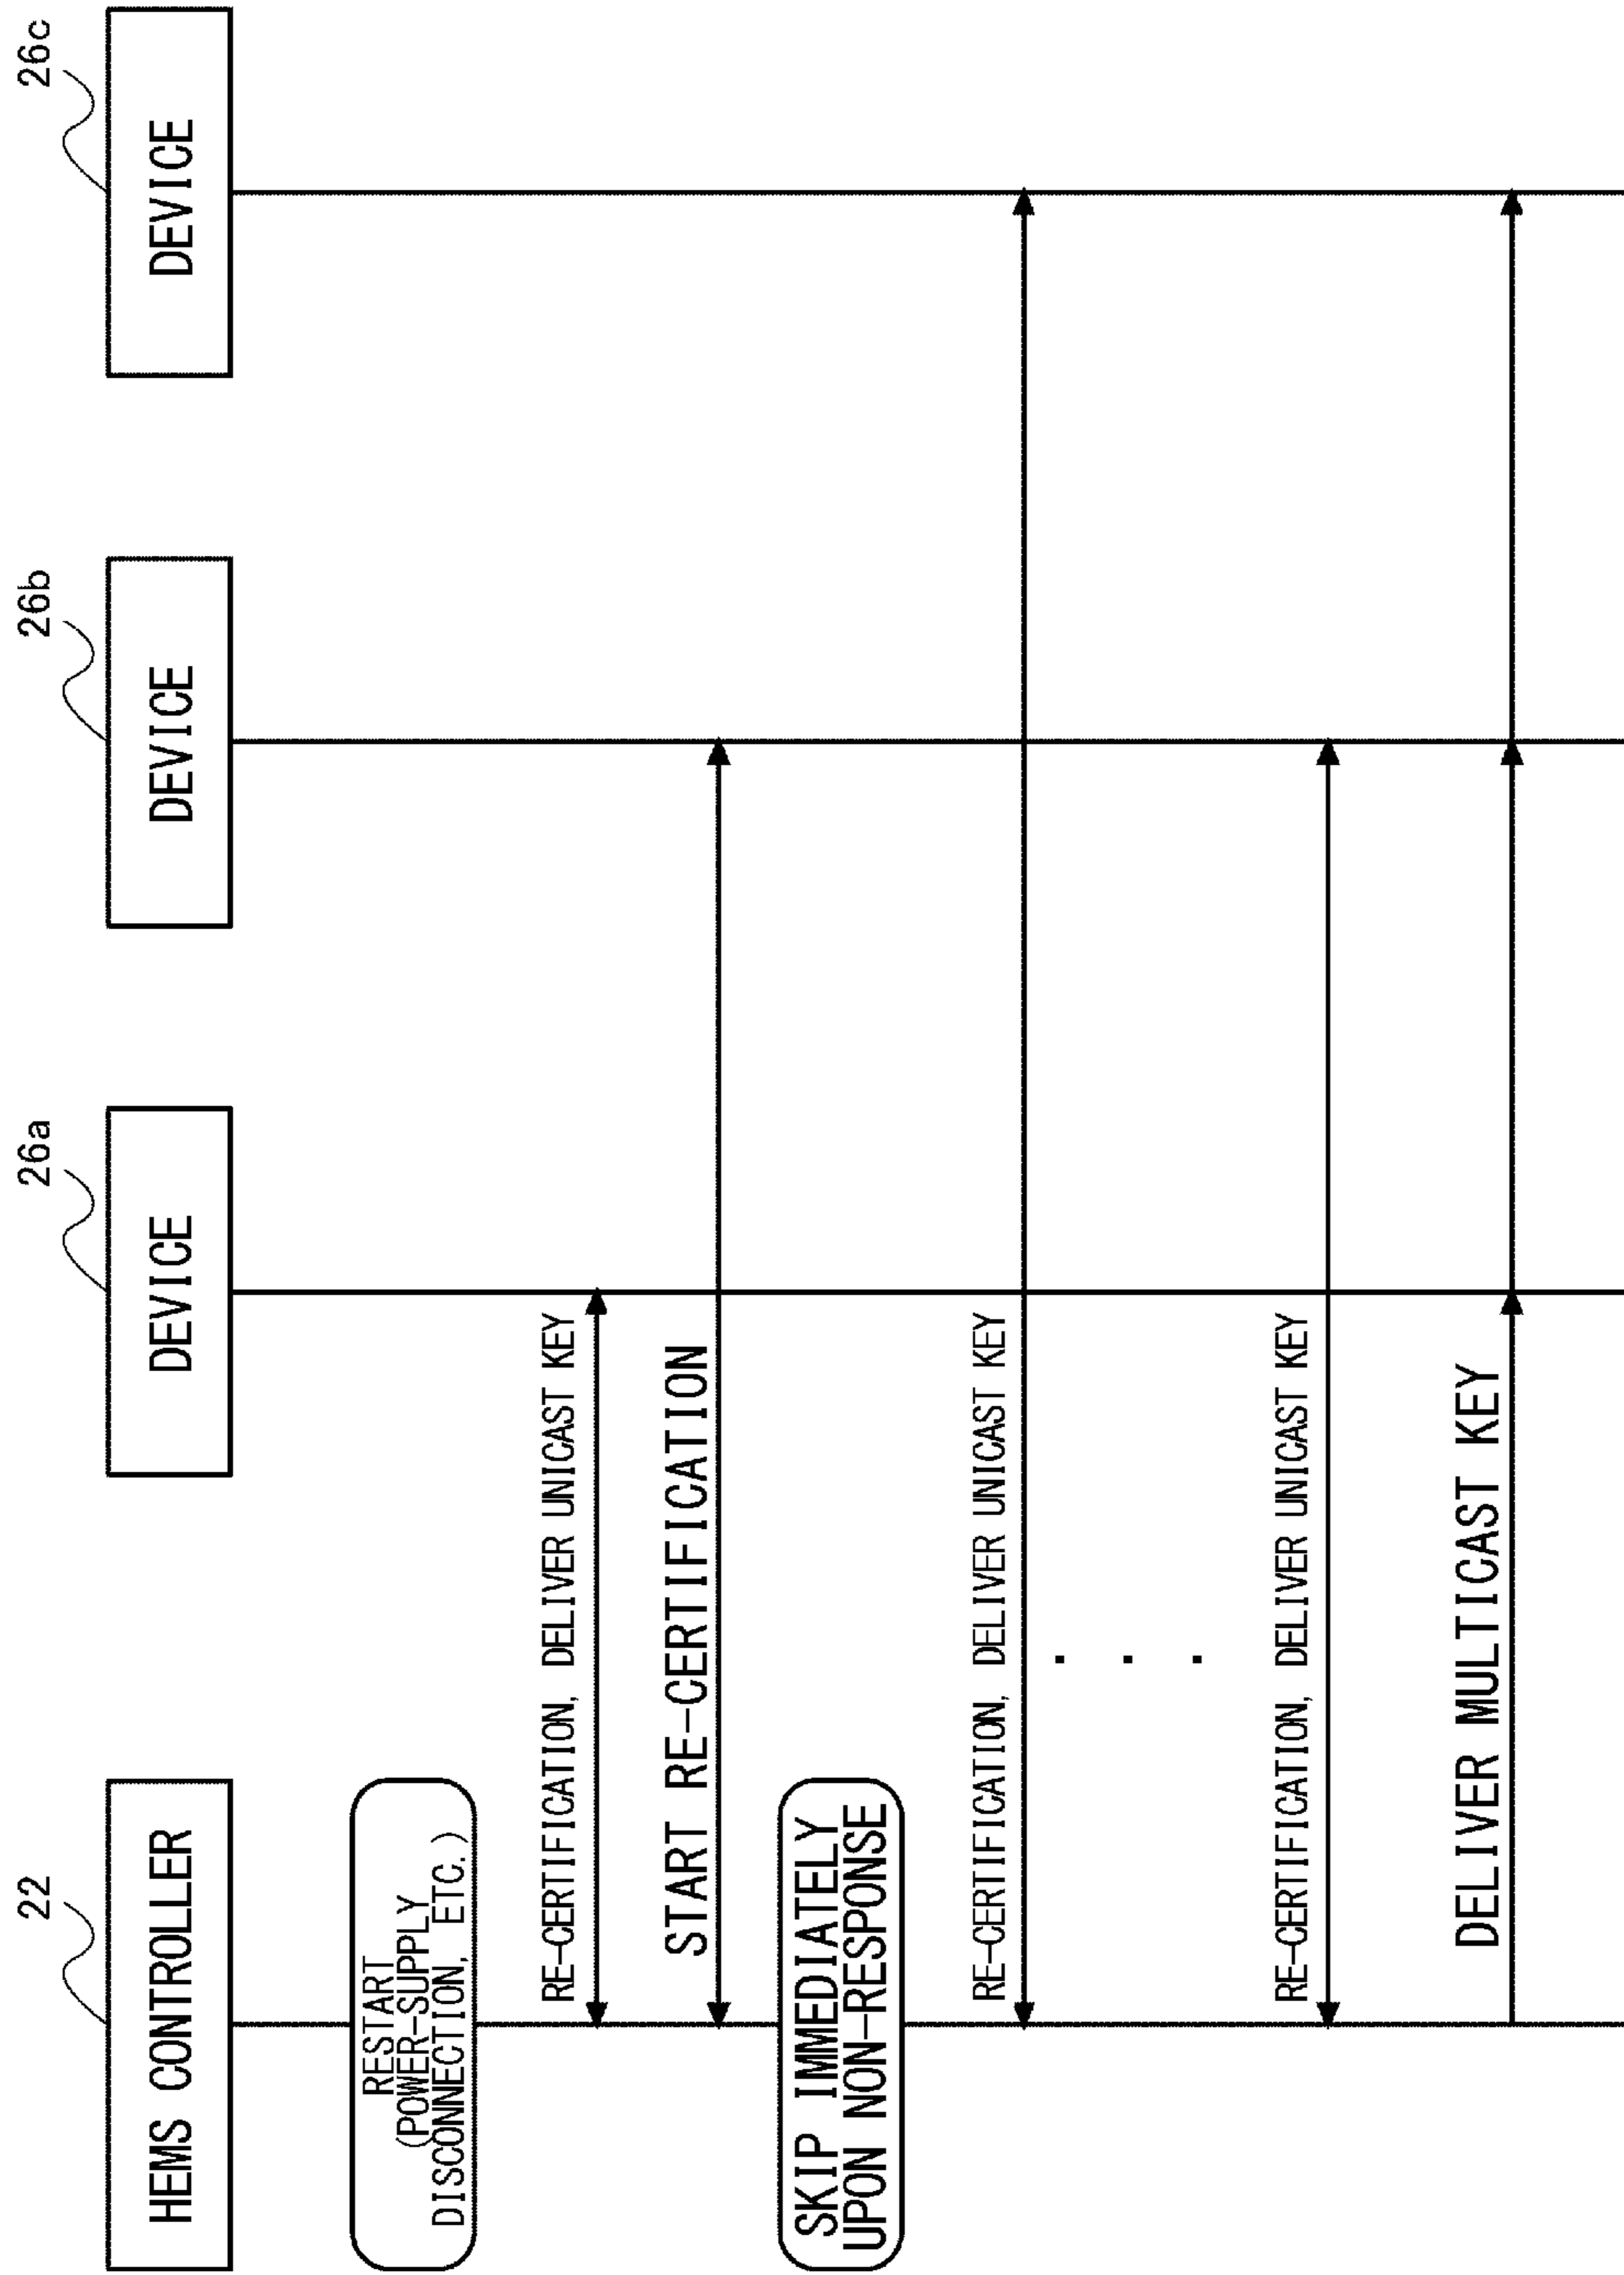 22
26a
26b
26c
HEMS CONTROLLER
DEVICE
DEVICE
DEVICE
RESTART
(POWER-SUPPLY
DISCONNECTION, ETC.)
RE-CERTIFICATION, DELIVER UNICAST KEY
START RE-CERTIFICATION
SKIP IMMEDIATELY
UPON NON-RESPONSE
RE-CERTIFICATION, DELIVER UNICAST KEY
. . .
RE-CERTIFICATION, DELIVER UNICAST KEY
DELIVER MULTICAST KEY